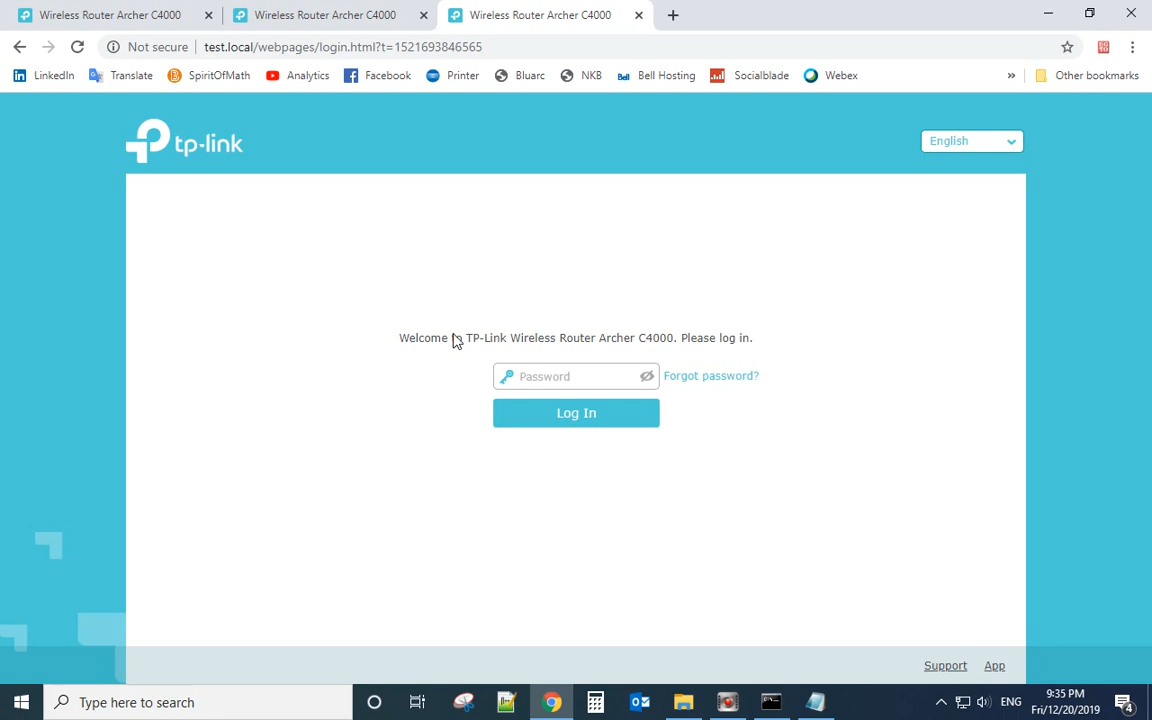 Wireless Router Archer C4000
Wireless Router Archer C4000
Wireless Router Archer C4000
Not secure
test.local/webpages/login.html?t=1521693846565
LinkedIn
Translate
SpiritOfMath
Analytics
Facebook
Printer
Bluarc
NKB
Bell Hosting
Socialblade
Webex
»
Other bookmarks
tp-link
English
Welcome to TP-Link Wireless Router Archer C4000. Please log in.
Password
Forgot password?
Log In
Support
App
Type here to search
ENG
9:35 PM
Fri/12/20/2019
4